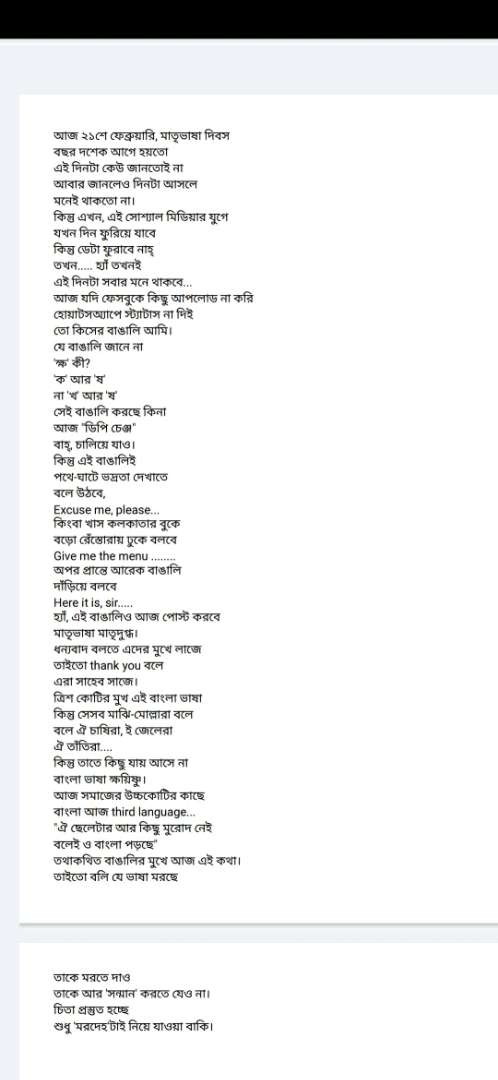 আজ ২১শে ফেব্রুয়ারি, মাতৃভাষা দিবস
বছর দশেক আগে হয়তো
এই দিনটা কেউ জানতোই না
আবার জানলেও দিনটা আসলে
মনেই থাকতো না।
কিন্তু এখন, এই সোশ্যাল মিডিয়ার যুগে
যখন দিন ফুরিয়ে যাবে
কিন্তু ডেটা ফুরাবে নাহ্
তখন..... হ্যাঁ তখনই
এই দিনটা সবার মনে থাকবে...
আজ যদি ফেসবুকে কিছু আপলোড না করি
হোয়াটসঅ্যাপে স্ট্যাটাস না দিই
তো কিসের বাঙালি আমি।
যে বাঙালি জানে না
'ক্ষ' কী?
'ক' আর 'ষ'
না 'খ' আর 'ষ'
সেই বাঙালি করছে কিনা
আজ "ডিপি চেঞ্জ"
বাহ্, চালিয়ে যাও।
কিন্তু এই বাঙালিই
পথে-ঘাটে ভদ্রতা দেখাতে
বলে উঠবে,
Excuse me, please...
কিংবা খাস কলকাতার বুকে
বড়ো রেঁস্তোরায় ঢুকে বলবে
Give me the menu ........
অপর প্রান্তে আরেক বাঙালি
দাঁড়িয়ে বলবে
Here it is, sir.....
হ্যাঁ, এই বাঙালিও আজ পোস্ট করবে
মাতৃভাষা মাতৃদুগ্ধ।
ধন্যবাদ বলতে এদের মুখে লাজে
তাইতো thank you বলে
এরা সাহেব সাজে।
ত্রিশ কোটির মুখ এই বাংলা ভাষা
কিন্তু সেসব মাঝি-মোল্লারা বলে
বলে ঐ চাষিরা, ই জেলেরা
ঐ তাঁতিরা....
কিন্তু তাতে কিছু যায় আসে না
বাংলা ভাষা ক্ষয়িষ্ণু।
আজ সমাজের উচ্চকোটির কাছে
বাংলা আজ third language...
"ঐ ছেলেটার আর কিছু মুরোদ নেই
বলেই ও বাংলা পড়ছে"
তথাকথিত বাঙালির মুখে আজ এই কথা।
তাইতো বলি যে ভাষা মরছে
তাকে মরতে দাও
তাকে আর 'সন্মান' করতে যেও না।
চিতা প্রস্তুত হচ্ছে
শুধু 'মরদেহ'টাই নিয়ে যাওয়া বাকি।